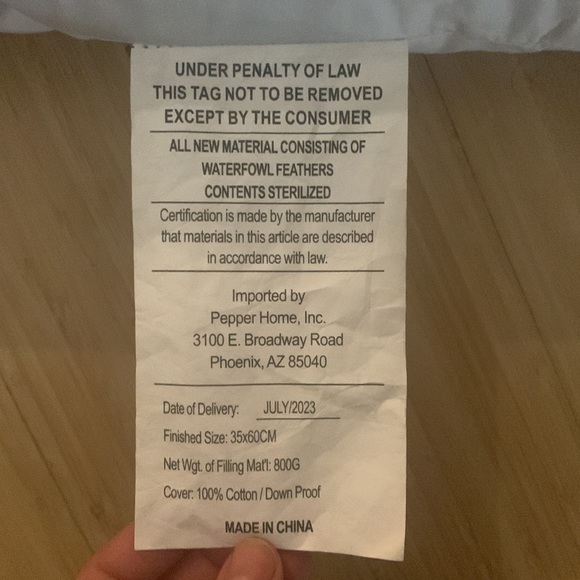 UNDER PENALTY OF LAW
THIS TAG NOT TO BE REMOVED
EXCEPT BY THE CONSUMER
ALL NEW MATERIAL CONSISTING OF
WATERFOWL FEATHERS
CONTENTS STERILIZED
Certification is made by the manufacturer
that materials in this article are described
in accordance with law.
Imported by
Pepper Home, Inc.
3100 E. Broadway Road
Phoenix, AZ 85040
Date of Delivery: JULY/2023
Finished Size: 35x60CM
Net Wgt. of Filling Mat'l: 800G
Cover: 100% Cotton / Down Proof
MADE IN CHINA